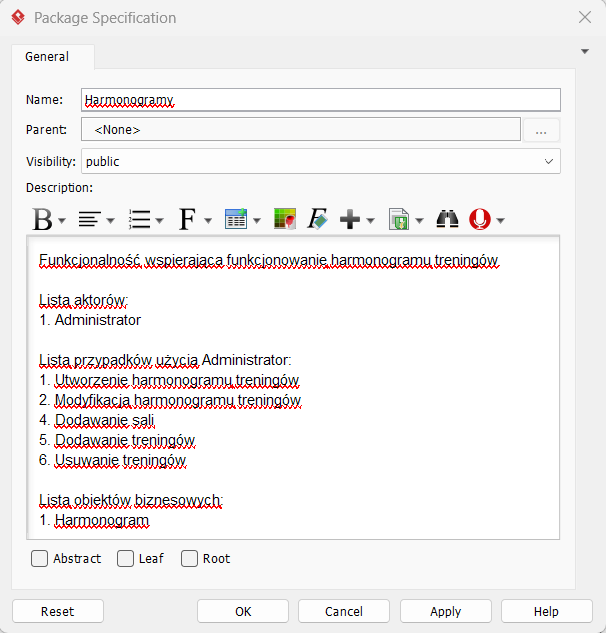 Package Specification
General
Name: Harmonogramy
Parent: <None> ...
Visibility: public
Description:
B F F
Funkcjonalność wspierająca funkcjonowanie harmonogramu treningów
Lista aktorów:
1. Administrator
Lista przypadków użycia Administrator:
1. Utworzenie harmonogramu treningów
2. Modyfikacja harmonogramu treningów
4. Dodawanie sali
5. Dodawanie treningów
6. Usuwanie treningów
Lista obiektów biznesowych:
1. Harmonogram
Abstract Leaf Root
Reset OK Cancel Apply Help